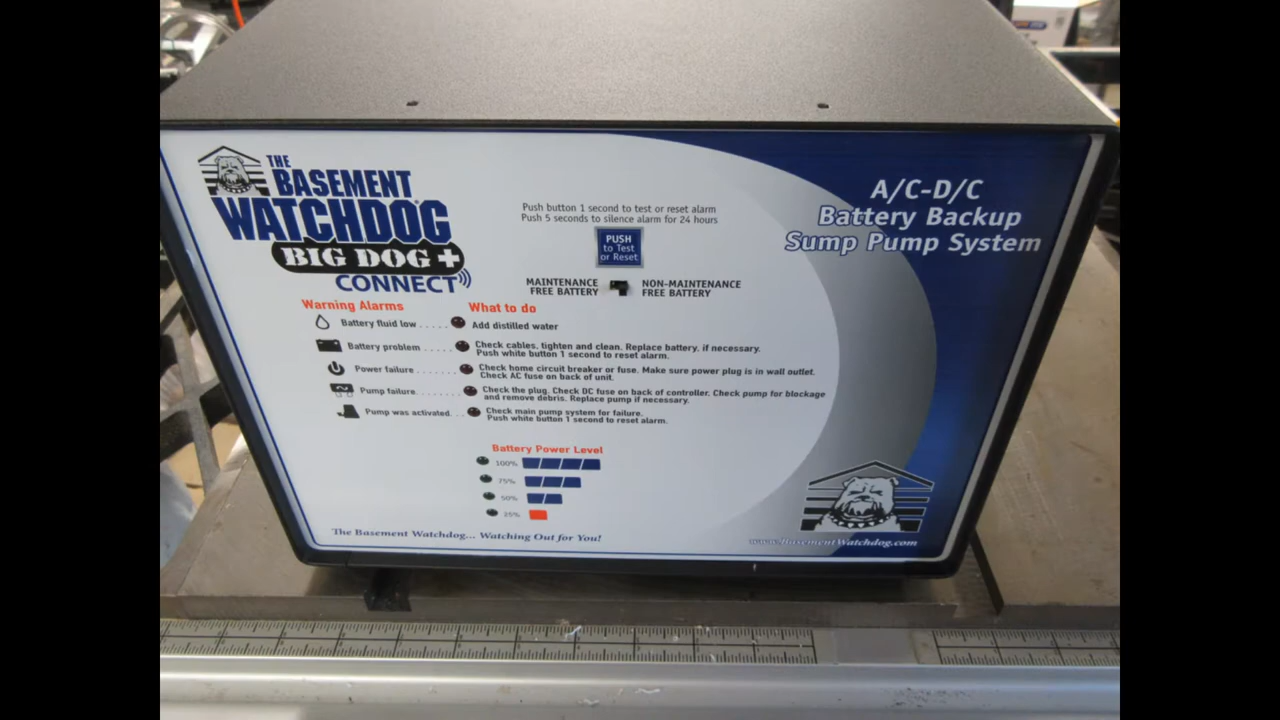 THE
BASEMENT
WATCHDOG
BIG DOG +
CONNECT
A/C-D/C
Battery Backup
Sump Pump System
Push button 1 second to test or reset alarm
Push 5 seconds to silence alarm for 24 hours
PUSH
to Test
or Reset
MAINTENANCE
FREE BATTERY
NON-MAINTENANCE
FREE BATTERY
Warning Alarms What to do
Battery fluid low ..... Add distilled water
Battery problem ..... Check cables, tighten and clean. Replace battery, if necessary.
Push white button 1 second to reset alarm.
Power failure ....... Check home circuit breaker or fuse. Make sure power plug is in wall outlet.
Check AC fuse on back of unit.
Pump failure ....... Check the plug. Check DC fuse on back of controller. Check pump for blockage
and remove debris. Replace pump if necessary.
Pump was activated. .. Check main pump system for failure.
Push white button 1 second to reset alarm.
Battery Power Level
100%
75%
50%
25%
The Basement Watchdog... Watching Out for You!
www.BasementWatchdog.com